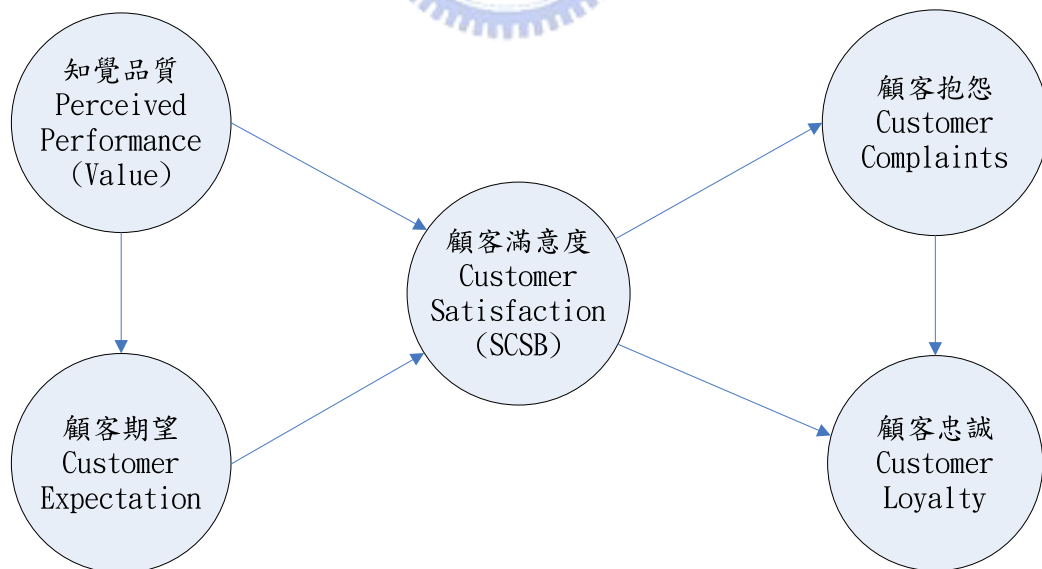 知覺品質
Perceived
Performance
(Value)
顧客抱怨
Customer
Complaints
顧客滿意度
Customer
Satisfaction
(SCSB)
顧客期望
Customer
Expectation
顧客忠誠
Customer
Loyalty